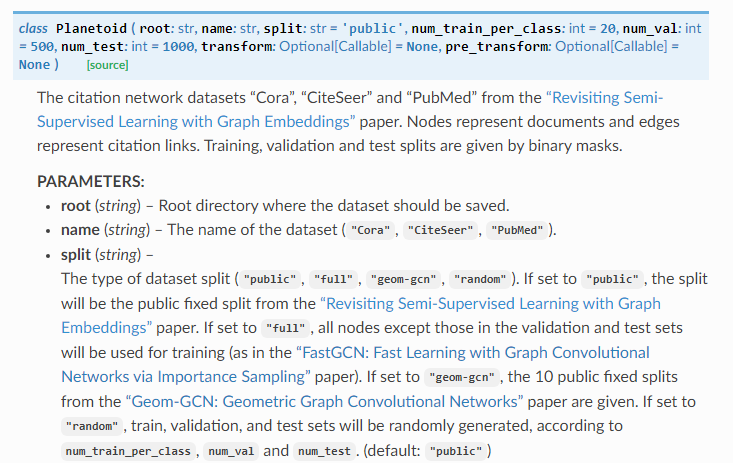 class Planetoid ( root: str, name: str, split: str = 'public', num_train_per_class: int = 20, num_val: int
= 500, num_test: int = 1000, transform: Optional[Callable] = None, pre_transform: Optional[Callable] =
None ) [source]
The citation network datasets “Cora”, “CiteSeer” and “PubMed” from the “Revisiting Semi-
Supervised Learning with Graph Embeddings” paper. Nodes represent documents and edges
represent citation links. Training, validation and test splits are given by binary masks.
PARAMETERS:
• root (string) – Root directory where the dataset should be saved.
• name (string) – The name of the dataset ( "Cora" , "CiteSeer" , "PubMed" ).
• split (string) –
The type of dataset split ( "public" , "full" , "geom-gcn" , "random" ). If set to "public" , the split
will be the public fixed split from the “Revisiting Semi-Supervised Learning with Graph
Embeddings” paper. If set to "full" , all nodes except those in the validation and test sets
will be used for training (as in the “FastGCN: Fast Learning with Graph Convolutional
Networks via Importance Sampling” paper). If set to "geom-gcn" , the 10 public fixed splits
from the “Geom-GCN: Geometric Graph Convolutional Networks” paper are given. If set to
"random" , train, validation, and test sets will be randomly generated, according to
num_train_per_class , num_val and num_test . (default: "public" )